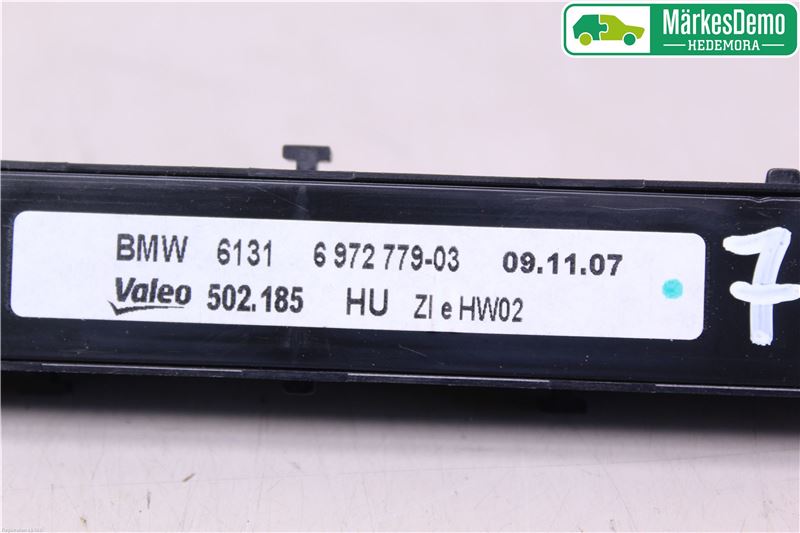 MärkesDemo
HEDEMORA
BMW 6131 6 972 779-03 09.11.07
Valeo 502.185 HU ZI e HW02
7